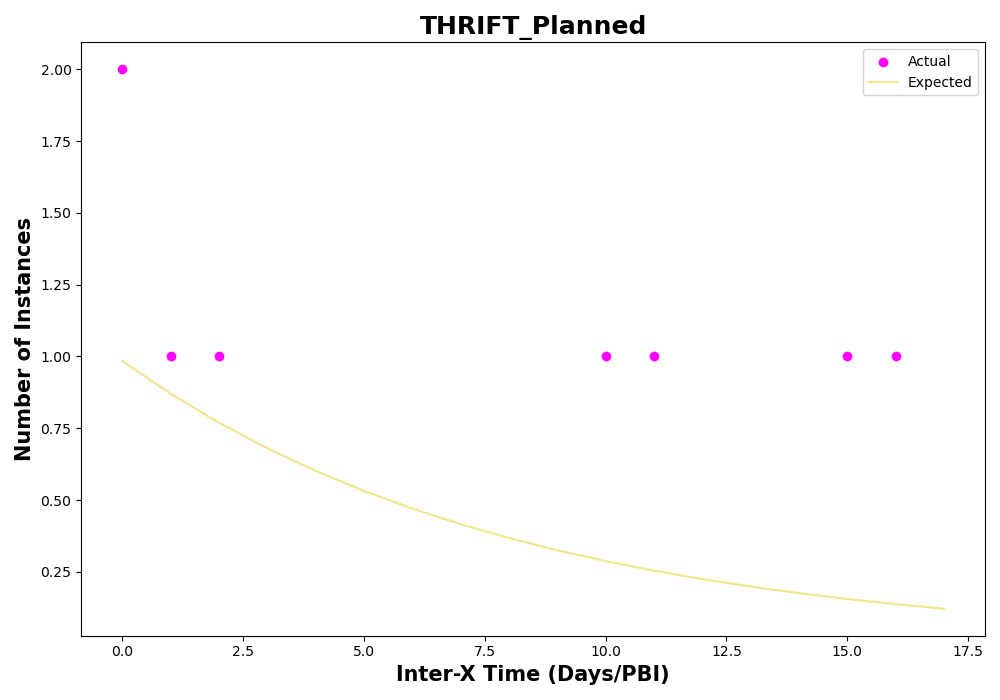 THRIFT_Planned
Actual
Expected
2.00
1.75
1.50
1.25
1.00
0.75
0.50
0.25
Number of Instances
0.0 2.5 5.0 7.5 10.0 12.5 15.0 17.5
Inter-X Time (Days/PBI)